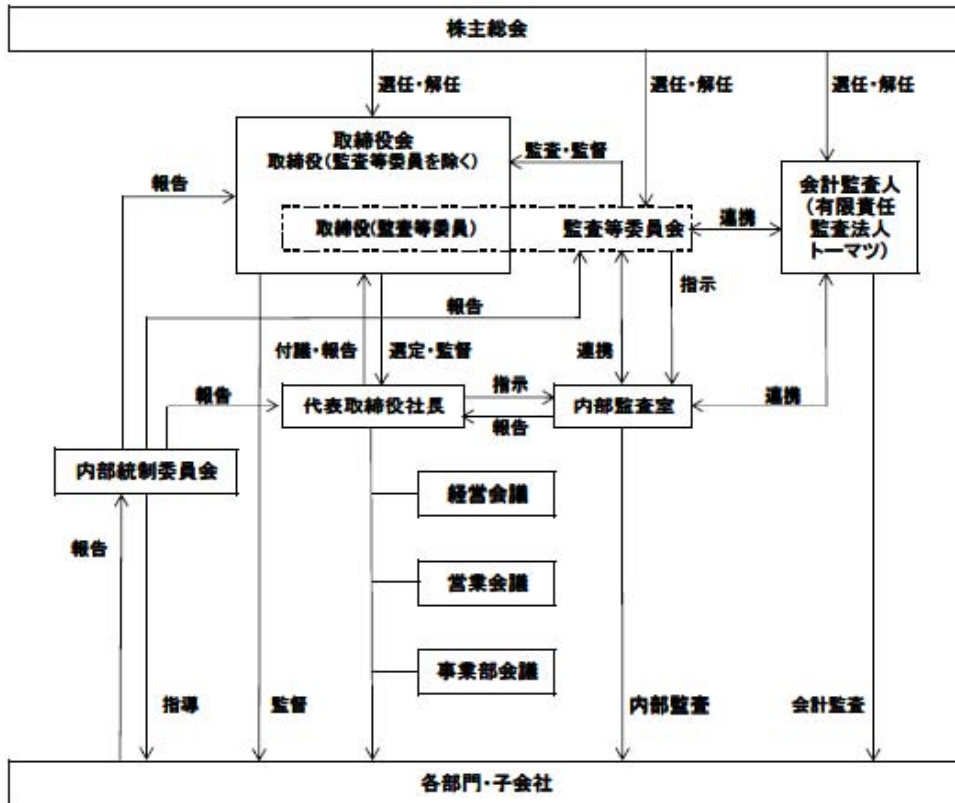 株主総会
選任・解任
選任・解任
選任・解任
取締役会
取締役(監査等委員を除く)
監査・監督
報告
会計監査人
(有限責任
監査法人
トーマツ)
取締役(監査等委員)
監査等委員会
連携
指示
報告
付議・報告
選定・監督
連携
報告
代表取締役社長
指示
報告
内部監査室
連携
内部統制委員会
経営会議
報告
営業会議
事業部会議
指導
監督
内部監査
会計監査
各部門・子会社